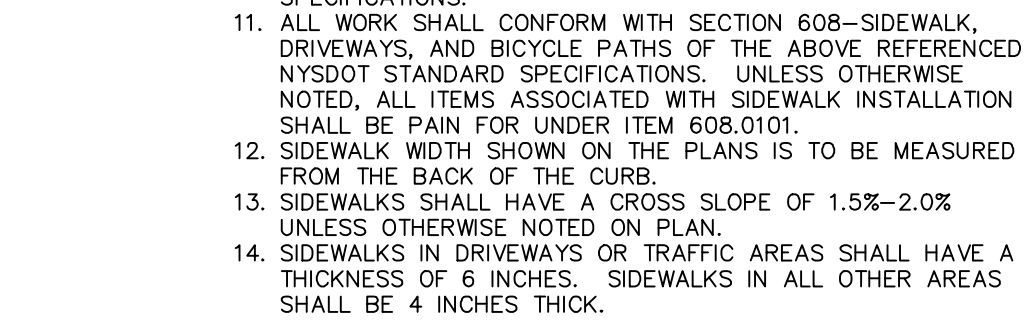 SPECIFICATIONS.
11. ALL WORK SHALL CONFORM WITH SECTION 608–SIDEWALK,
DRIVEWAYS, AND BICYCLE PATHS OF THE ABOVE REFERENCED
NYSDOT STANDARD SPECIFICATIONS. UNLESS OTHERWISE
NOTED, ALL ITEMS ASSOCIATED WITH SIDEWALK INSTALLATION
SHALL BE PAIN FOR UNDER ITEM 608.0101.
12. SIDEWALK WIDTH SHOWN ON THE PLANS IS TO BE MEASURED
FROM THE BACK OF THE CURB.
13. SIDEWALKS SHALL HAVE A CROSS SLOPE OF 1.5%–2.0%
UNLESS OTHERWISE NOTED ON PLAN.
14. SIDEWALKS IN DRIVEWAYS OR TRAFFIC AREAS SHALL HAVE A
THICKNESS OF 6 INCHES. SIDEWALKS IN ALL OTHER AREAS
SHALL BE 4 INCHES THICK.